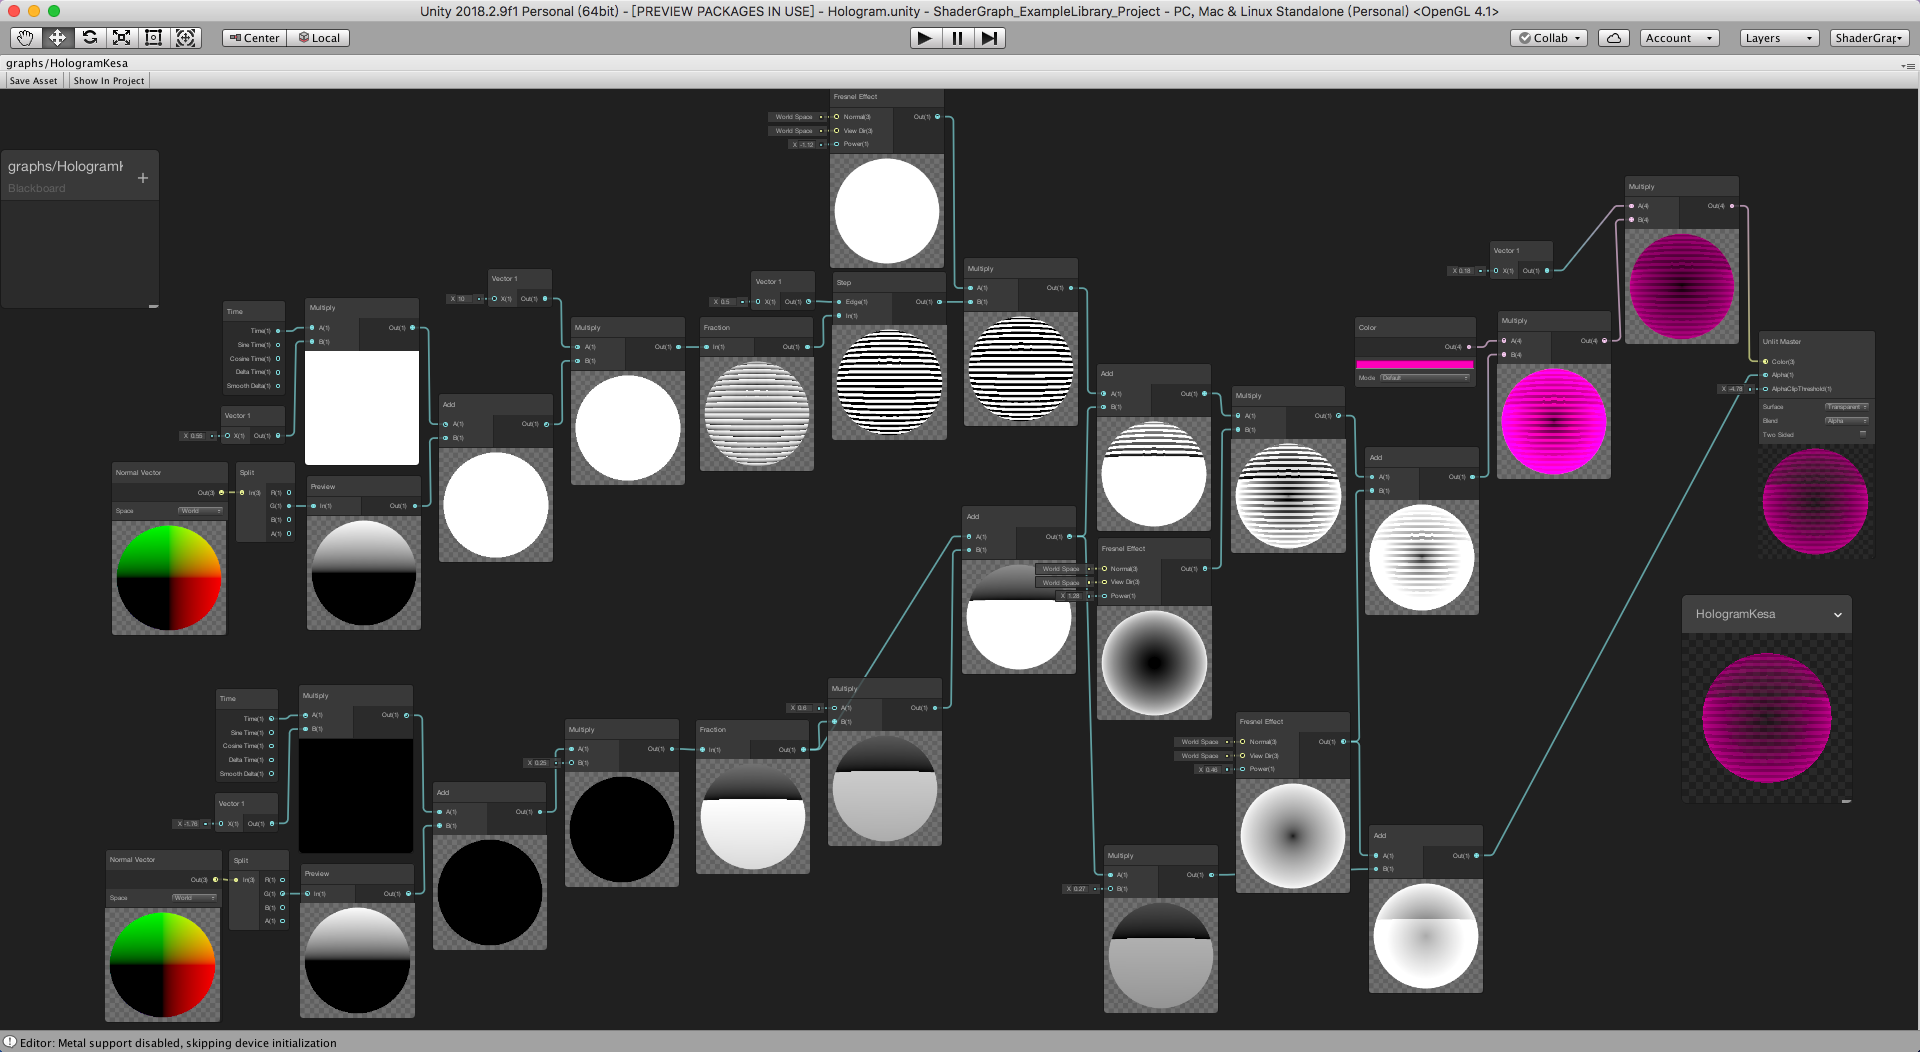 Unity 2018.2.9f1 Personal (64bit) - [PREVIEW PACKAGES IN USE] - Hologram.unity - ShaderGraph_ExampleLibrary_Project - PC, Mac & Linux Standalone (Personal) <OpenGL 4.1>
Center Local Collab Account Layers ShaderGrap
graphs/HologramKesa
Save Asset Show In Project
graphs/Hologram
Blackboard
Fresnel Effect
World Space Normal(3) Out(1)
World Space View Dir(3)
X -1.12 Power(1)
Vector 1
X 10 X(1) Out(1)
Vector 1
X 0.5 X(1) Out(1)
Step
Edge(1) Out(1)
In(1)
Multiply
A(1) Out(1)
B(1)
Time
Time(1)
Sine Time(1)
Cosine Time(1)
Delta Time(1)
Smooth Delta(1)
Multiply
A(1) Out(1)
B(1)
Multiply
A(1) Out(1)
B(1)
Fraction
In(1) Out(1)
Vector 1
X 0.55 X(1) Out(1)
Add
A(1) Out(1)
B(1)
Normal Vector
Out(3)
Space World
Split
In(3) R(1)
G(1)
B(1)
A(1)
Preview
In(1) Out(1)
Add
A(1) Out(1)
B(1)
Multiply
A(1) Out(1)
B(1)
Add
A(1) Out(1)
B(1)
Color
Out(4)
Mode Default
Multiply
A(4) Out(4)
B(4)
Vector 1
X 0.18 X(1) Out(1)
Multiply
A(4) Out(4)
B(4)
Unlit Master
Color(3)
Alpha(1)
X -4.78 AlphaClipThreshold(1)
Surface Transparent
Blend Alpha
Two Sided
Add
A(1) Out(1)
B(1)
Fresnel Effect
World Space Normal(3) Out(1)
World Space View Dir(3)
X 1.28 Power(1)
HologramKesa
Time
Time(1)
Sine Time(1)
Cosine Time(1)
Delta Time(1)
Smooth Delta(1)
Multiply
A(1) Out(1)
B(1)
Vector 1
X -1.76 X(1) Out(1)
Normal Vector
Out(3)
Space World
Split
In(3) R(1)
G(1)
B(1)
A(1)
Preview
In(1) Out(1)
Add
A(1) Out(1)
B(1)
Multiply
A(1) Out(1)
X 0.25 B(1)
Fraction
In(1) Out(1)
Multiply
X 0.6 A(1) Out(1)
B(1)
Fresnel Effect
World Space Normal(3) Out(1)
World Space View Dir(3)
X 0.46 Power(1)
Multiply
A(1) Out(1)
X 0.27 B(1)
Add
A(1) Out(1)
B(1)
Editor: Metal support disabled, skipping device initialization